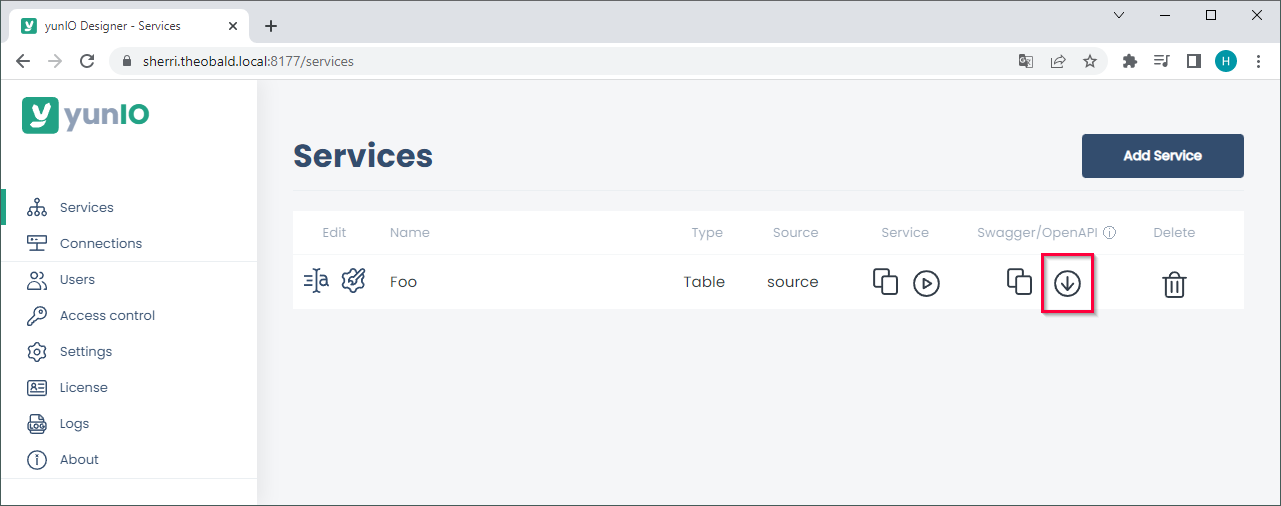 yunIO Designer - Services
sherri.theobald.local:8177/services
H
yunIO
Services
Connections
Users
Access control
Settings
License
LOG
Logs
About
Services
Add Service
Edit Name Type Source Service Swagger/OpenAPI Delete
Foo Table source